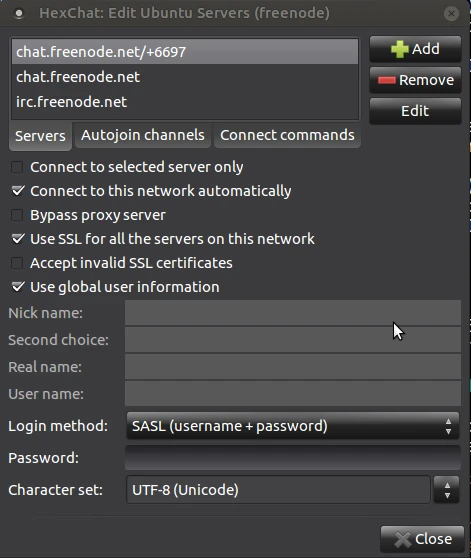 HexChat: Edit Ubuntu Servers (freenode)
chat.freenode.net/+6697
chat.freenode.net
irc.freenode.net
Add
Remove
Edit
Servers Autojoin channels Connect commands
Connect to selected server only
Connect to this network automatically
Bypass proxy server
Use SSL for all the servers on this network
Accept invalid SSL certificates
Use global user information
Nick name:
Second choice:
Real name:
User name:
Login method: SASL (username + password)
Password:
Character set: UTF-8 (Unicode)
Close